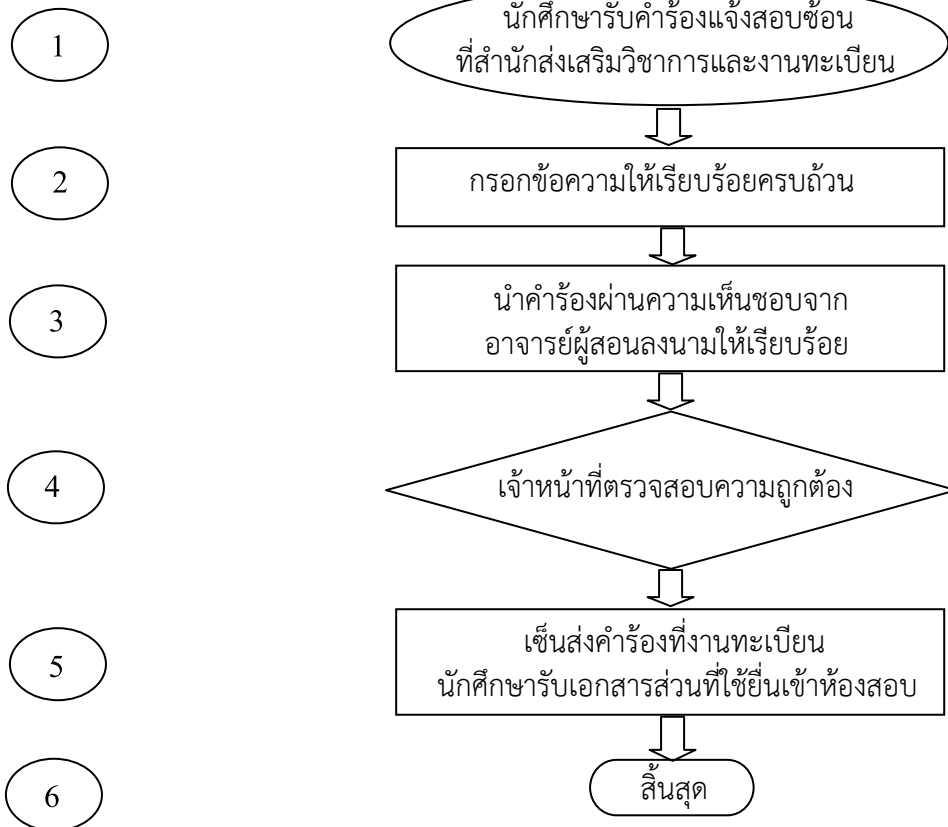 1
นักศึกษารับคำร้องแจ้งสอบซ้อน
ที่สำนักส่งเสริมวิชาการและงานทะเบียน
2
กรอกข้อความให้เรียบร้อยครบถ้วน
3
นำคำร้องผ่านความเห็นชอบจาก
อาจารย์ผู้สอนลงนามให้เรียบร้อย
4
เจ้าหน้าที่ตรวจสอบความถูกต้อง
5
เซ็นส่งคำร้องที่งานทะเบียน
นักศึกษารับเอกสารส่วนที่ใช้ยื่นเข้าห้องสอบ
6
สิ้นสุด